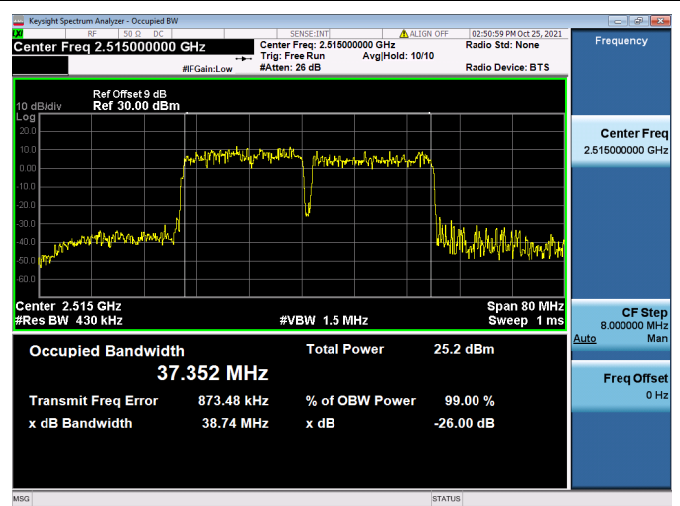 Keysight Spectrum Analyzer - Occupied BW
RF 50 Ω DC SENSE:INT ALIGN OFF 02:50:59 PM Oct 25, 2021
Center Freq 2.515000000 GHz
Center Freq: 2.515000000 GHz Radio Std: None
Trig: Free Run Avg|Hold: 10/10
#IFGain:Low #Atten: 26 dB Radio Device: BTS
Ref Offset 9 dB
10 dB/div Ref 30.00 dBm
Log
20.0
10.0
0.00
-10.0
-20.0
-30.0
-40.0
-50.0
-60.0
Center 2.515 GHz Span 80 MHz
#Res BW 430 kHz #VBW 1.5 MHz Sweep 1 ms
Occupied Bandwidth Total Power 25.2 dBm
37.352 MHz
Transmit Freq Error 873.48 kHz % of OBW Power 99.00 %
x dB Bandwidth 38.74 MHz x dB -26.00 dB
MSG STATUS
Frequency
Center Freq
2.515000000 GHz
CF Step
8.000000 MHz
Auto Man
Freq Offset
0 Hz